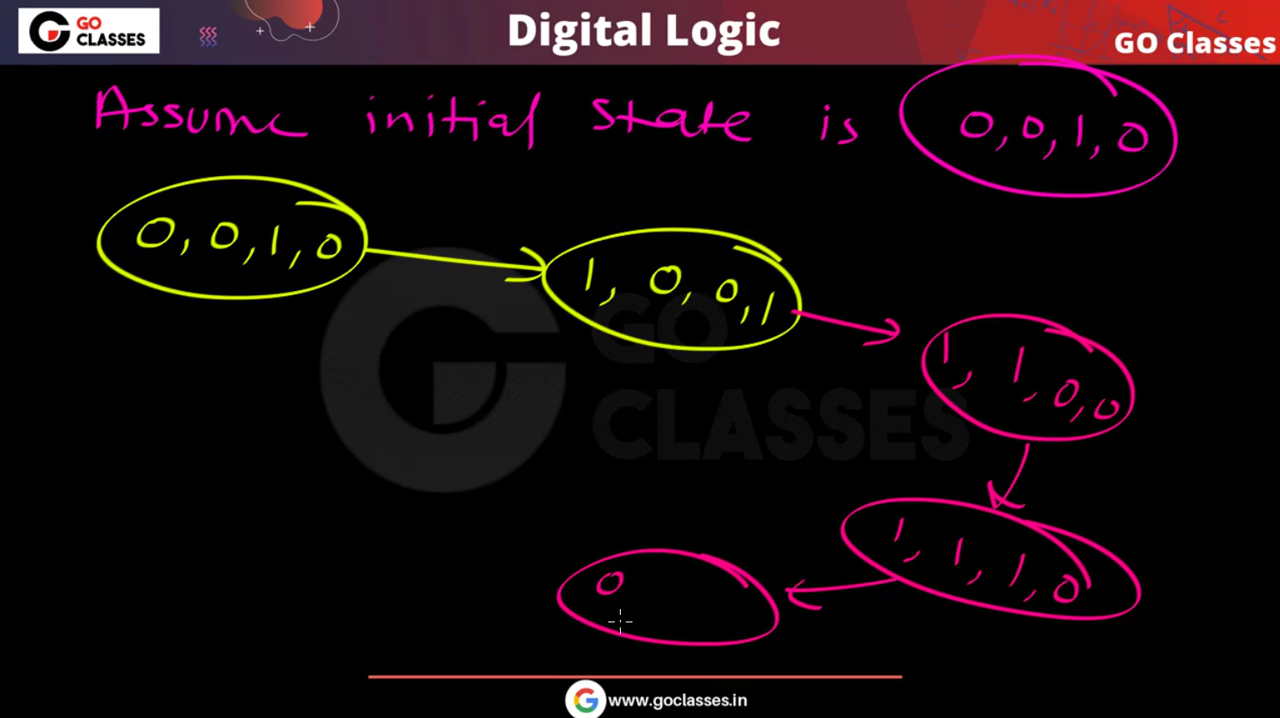 GO
CLASSES
Digital Logic
GO Classes
Assume initial state is 0,0,1,0
0,0,1,0
1,0,0,1
GO
CLASSES
1,1,0,0
1,1,1,0
0
www.goclasses.in